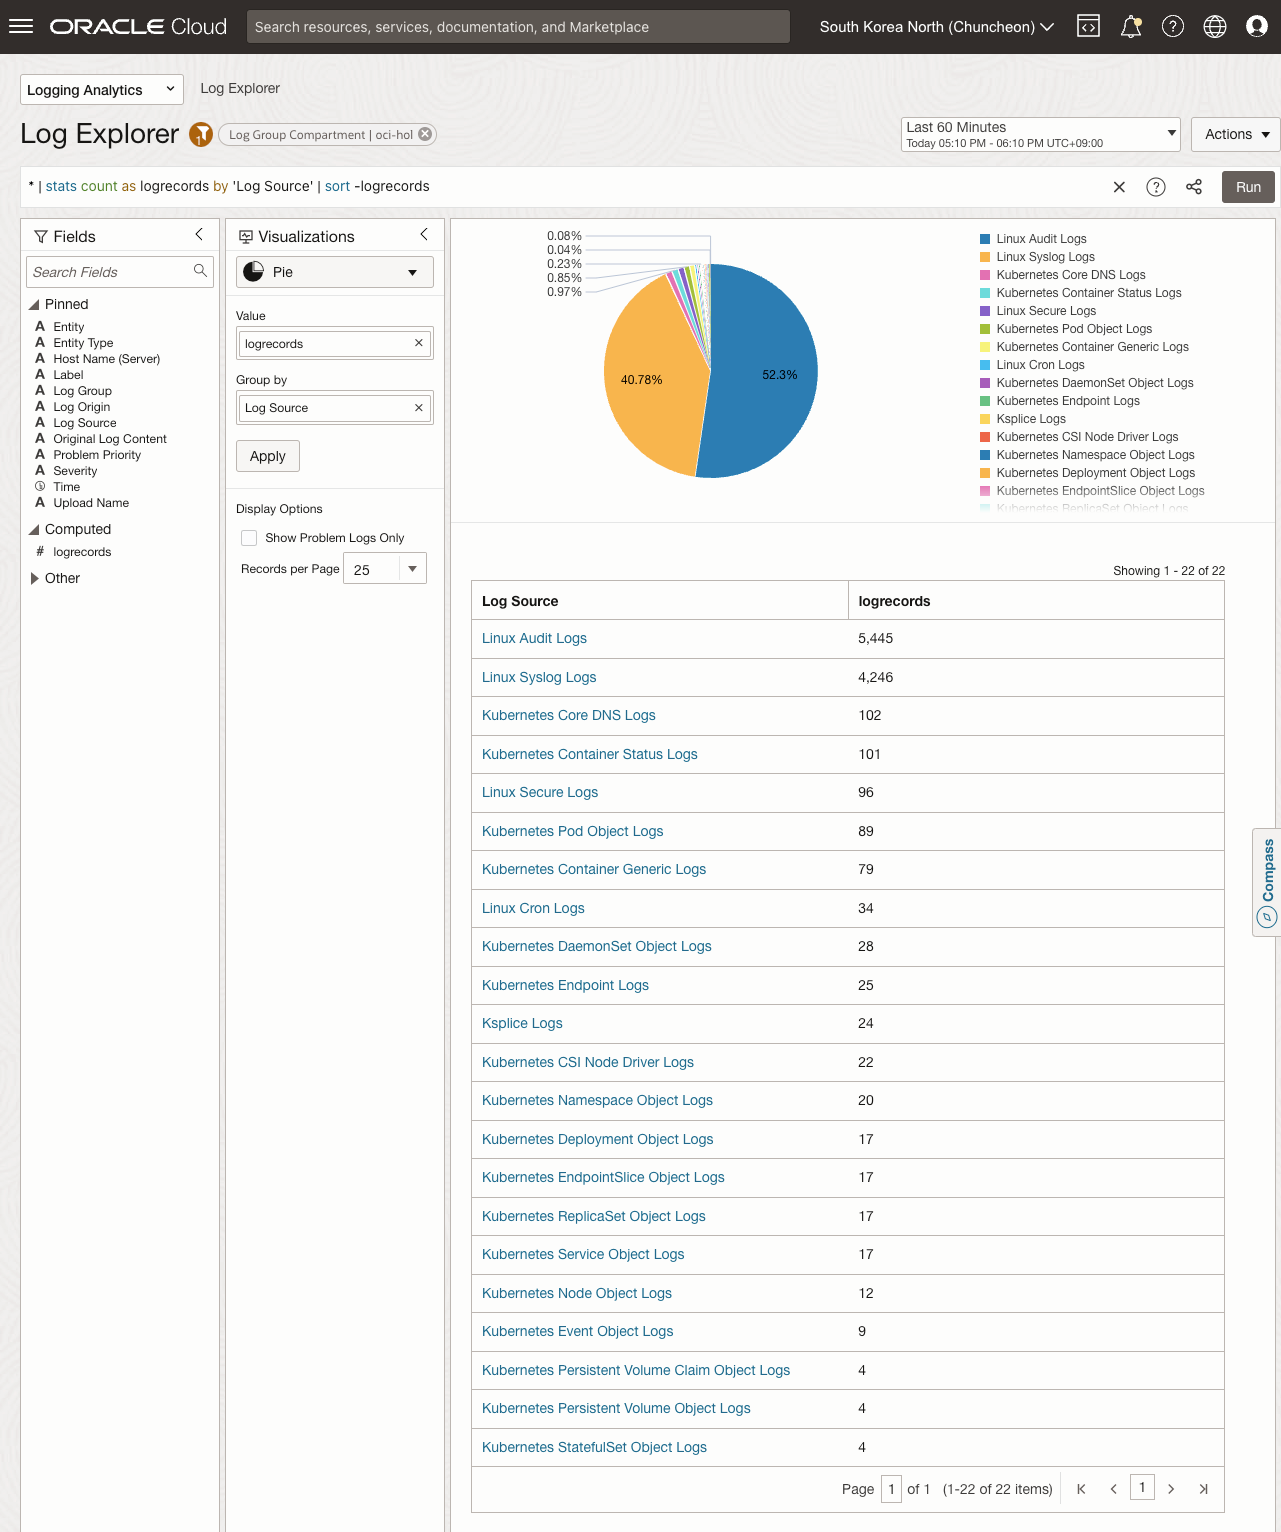 ORACLE Cloud
Search resources, services, documentation, and Marketplace
South Korea North (Chuncheon)
Logging Analytics
Log Explorer
Log Explorer
Log Group Compartment | oci-hol
Last 60 Minutes
Today 05:10 PM - 06:10 PM UTC+09:00
Actions
* | stats count as logrecords by 'Log Source' | sort -logrecords
Run
Fields
Search Fields
Pinned
A Entity
A Entity Type
A Host Name (Server)
A Label
A Log Group
A Log Origin
A Log Source
A Original Log Content
A Problem Priority
A Severity
Time
A Upload Name
Computed
# logrecords
Other
Visualizations
Pie
Value
logrecords
Group by
Log Source
Apply
Display Options
Show Problem Logs Only
Records per Page 25
0.08%
0.04%
0.23%
0.85%
0.97%
40.78%
52.3%
Linux Audit Logs
Linux Syslog Logs
Kubernetes Core DNS Logs
Kubernetes Container Status Logs
Linux Secure Logs
Kubernetes Pod Object Logs
Kubernetes Container Generic Logs
Linux Cron Logs
Kubernetes DaemonSet Object Logs
Kubernetes Endpoint Logs
Ksplice Logs
Kubernetes CSI Node Driver Logs
Kubernetes Namespace Object Logs
Kubernetes Deployment Object Logs
Kubernetes EndpointSlice Object Logs
Kubernetes ReplicaSet Object Logs
Showing 1 - 22 of 22
Log Source logrecords
Linux Audit Logs 5,445
Linux Syslog Logs 4,246
Kubernetes Core DNS Logs 102
Kubernetes Container Status Logs 101
Linux Secure Logs 96
Kubernetes Pod Object Logs 89
Kubernetes Container Generic Logs 79
Linux Cron Logs 34
Kubernetes DaemonSet Object Logs 28
Kubernetes Endpoint Logs 25
Ksplice Logs 24
Kubernetes CSI Node Driver Logs 22
Kubernetes Namespace Object Logs 20
Kubernetes Deployment Object Logs 17
Kubernetes EndpointSlice Object Logs 17
Kubernetes ReplicaSet Object Logs 17
Kubernetes Service Object Logs 17
Kubernetes Node Object Logs 12
Kubernetes Event Object Logs 9
Kubernetes Persistent Volume Claim Object Logs 4
Kubernetes Persistent Volume Object Logs 4
Kubernetes StatefulSet Object Logs 4
Page 1 of 1 (1-22 of 22 items) 1
Compass